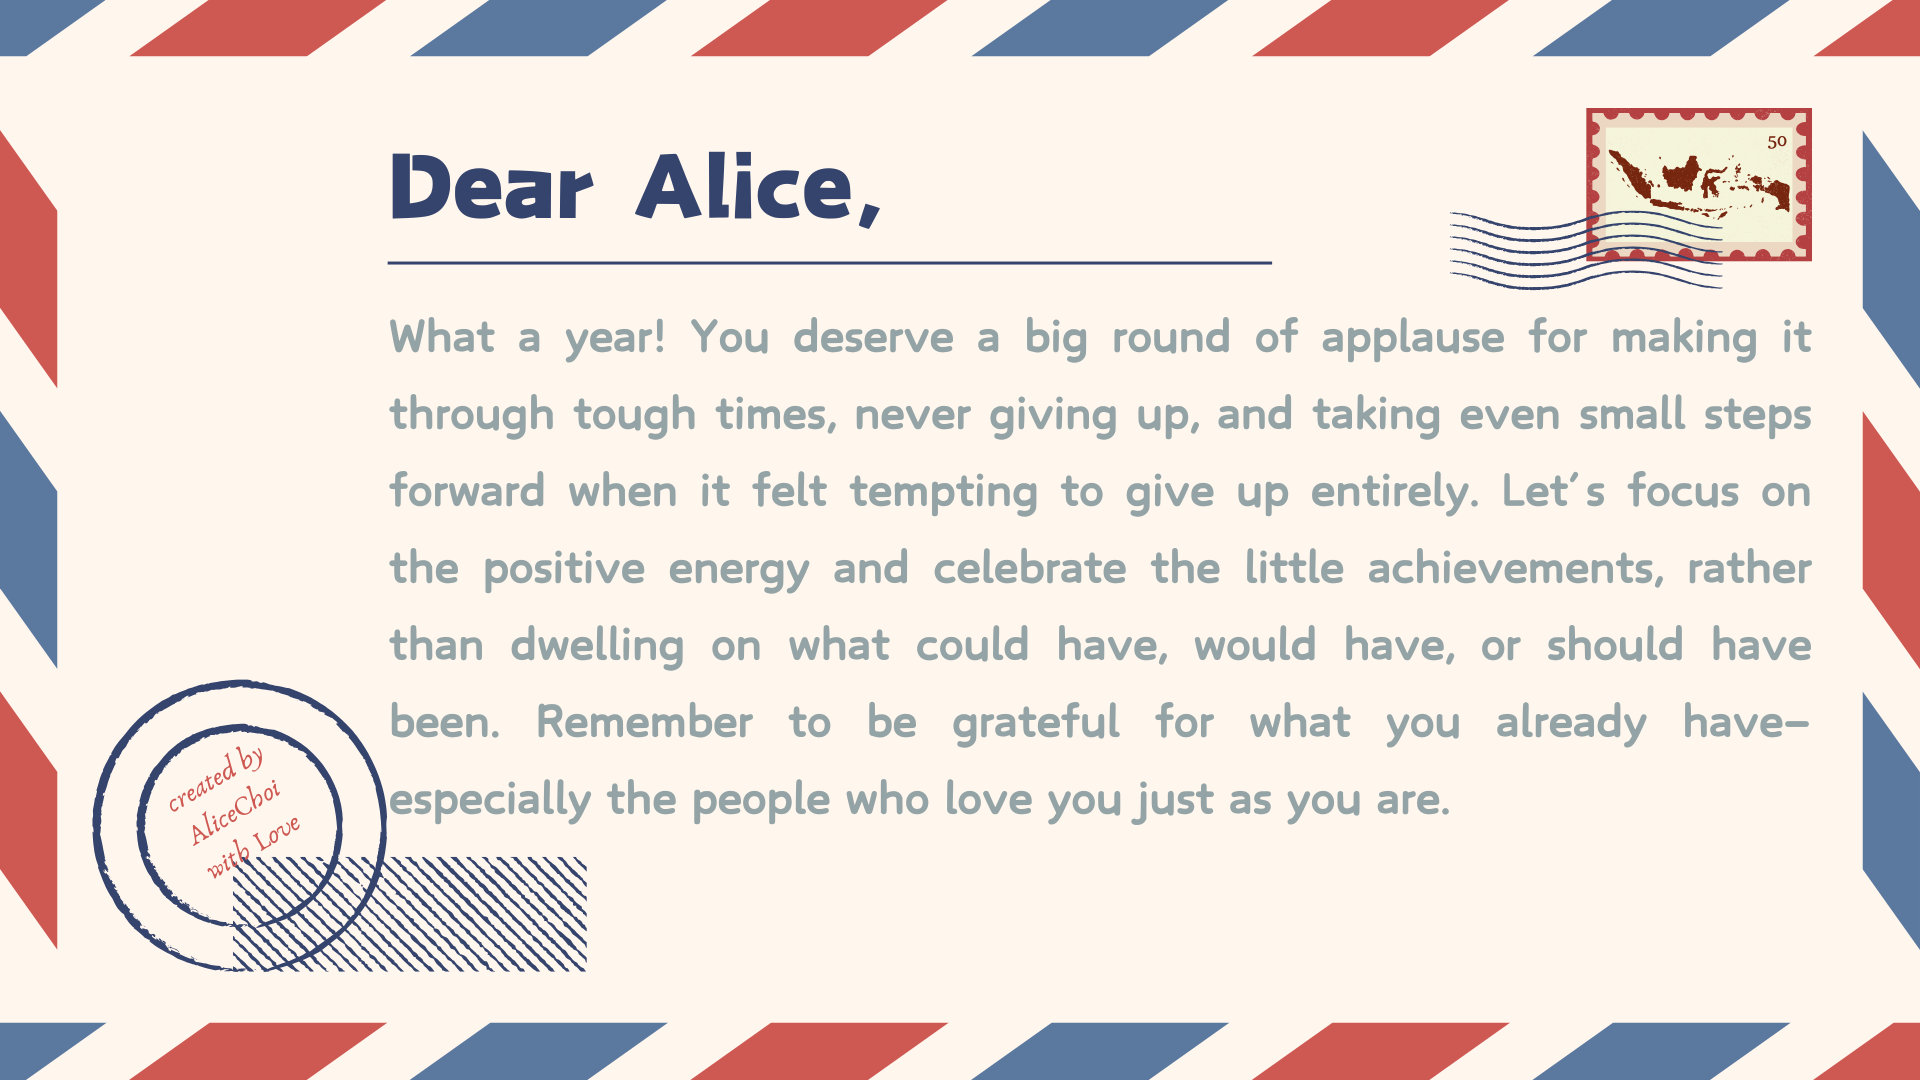 Dear Alice,
50
What a year! You deserve a big round of applause for making it
through tough times, never giving up, and taking even small steps
forward when it felt tempting to give up entirely. Let´s focus on
the positive energy and celebrate the little achievements, rather
than dwelling on what could have, would have, or should have
been. Remember to be grateful for what you already have–
especially the people who love you just as you are.
created by
AliceChoi
with Love